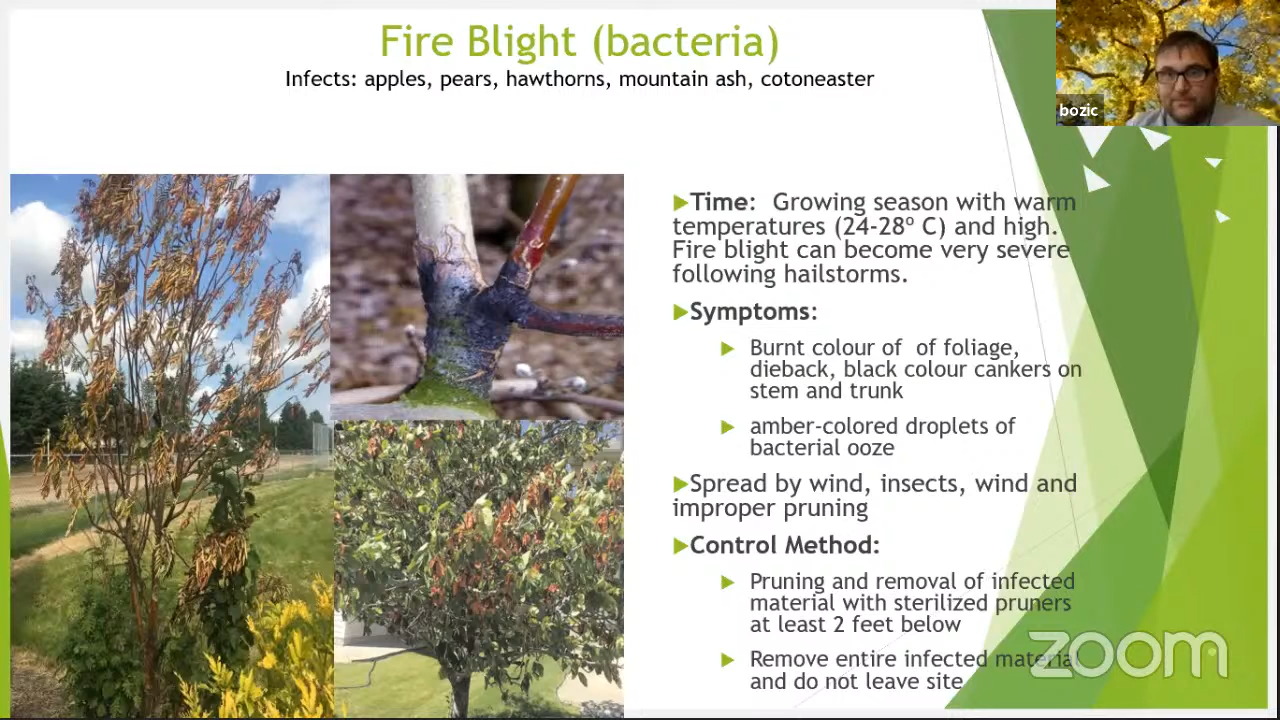 Fire Blight (bacteria)
Infects: apples, pears, hawthorns, mountain ash, cotoneaster
bozic
Time: Growing season with warm
temperatures (24-28º C) and high.
Fire blight can become very severe
following hailstorms.
Symptoms:
Burnt colour of of foliage,
dieback, black colour cankers on
stem and trunk
amber-colored droplets of
bacterial ooze
Spread by wind, insects, wind and
improper pruning
Control Method:
Pruning and removal of infected
material with sterilized pruners
at least 2 feet below
Remove entire infected material
and do not leave site
zoom